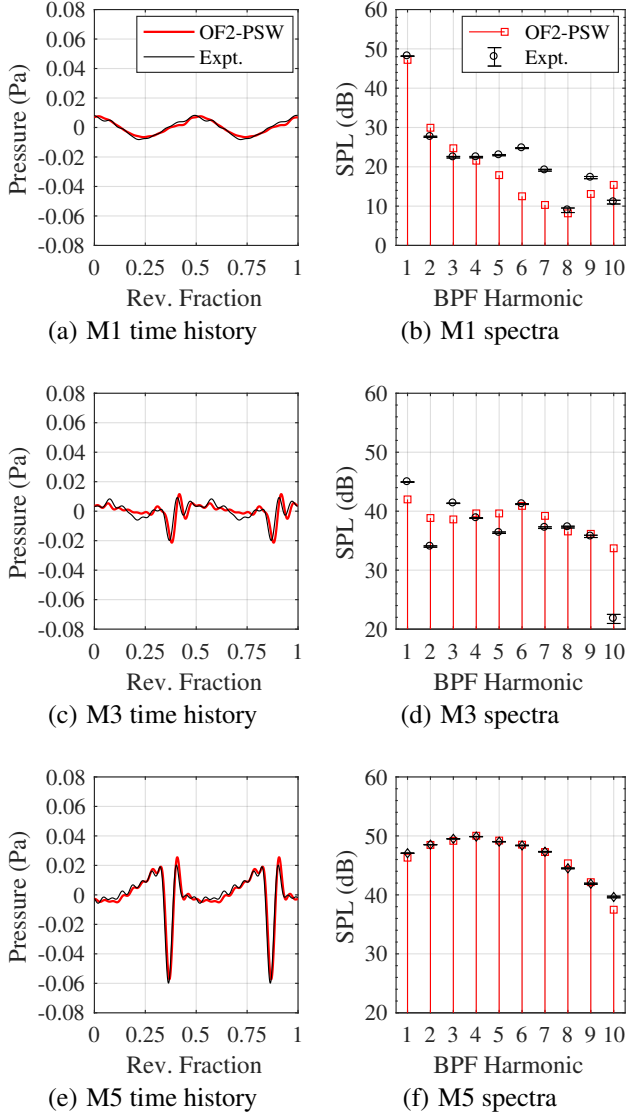 0.08
0.06
0.04
0.02
0
-0.02
-0.04
-0.06
-0.08
Pressure (Pa)
OF2-PSW
Expt.
0 0.25 0.5 0.75 1
Rev. Fraction
(a) M1 time history
60
50
40
30
20
10
0
SPL (dB)
OF2-PSW
Expt.
1 2 3 4 5 6 7 8 9 10
BPF Harmonic
(b) M1 spectra
0.08
0.06
0.04
0.02
0
-0.02
-0.04
-0.06
-0.08
Pressure (Pa)
0 0.25 0.5 0.75 1
Rev. Fraction
(c) M3 time history
60
50
40
30
20
SPL (dB)
1 2 3 4 5 6 7 8 9 10
BPF Harmonic
(d) M3 spectra
0.08
0.06
0.04
0.02
0
-0.02
-0.04
-0.06
-0.08
Pressure (Pa)
0 0.25 0.5 0.75 1
Rev. Fraction
(e) M5 time history
60
50
40
30
20
SPL (dB)
1 2 3 4 5 6 7 8 9 10
BPF Harmonic
(f) M5 spectra